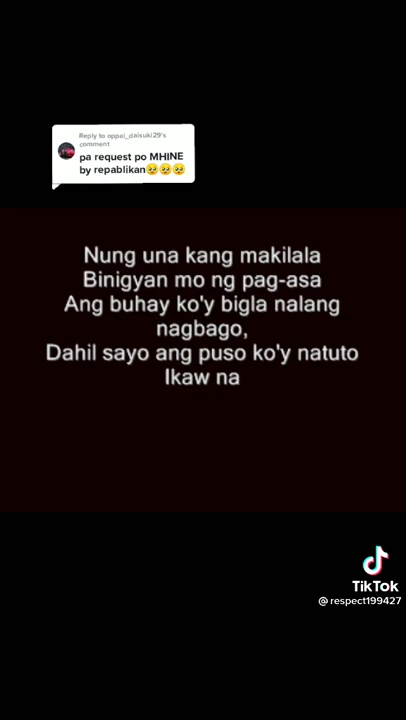 Reply to oppai_daisuki29's
comment
pa request po MHINE
by repablikan🥺🥺🥺
Nung una kang makilala
Binigyan mo ng pag-asa
Ang buhay ko'y bigla nalang
nagbago,
Dahil sayo ang puso ko'y natuto
Ikaw na
TikTok
@respect199427